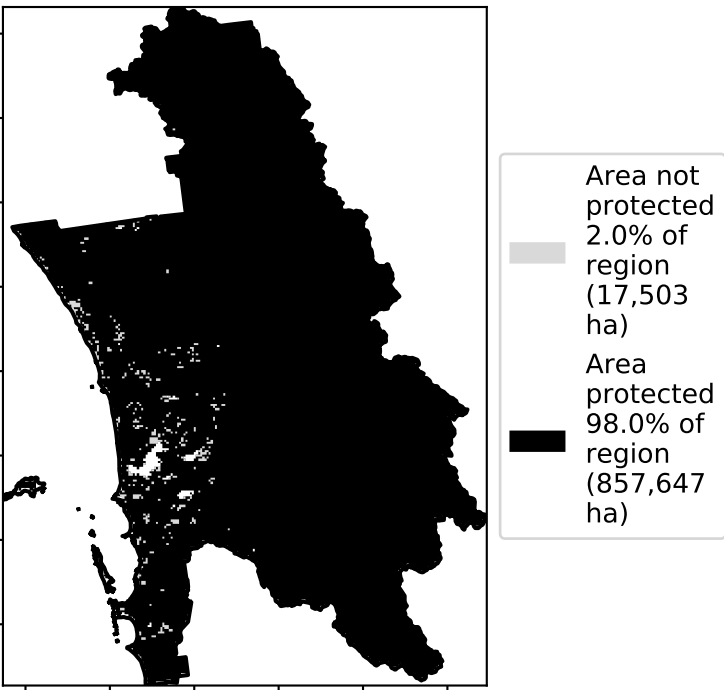 Area not
protected
2.0% of
region
(17,503
ha)
Area
protected
98.0% of
region
(857,647
ha)